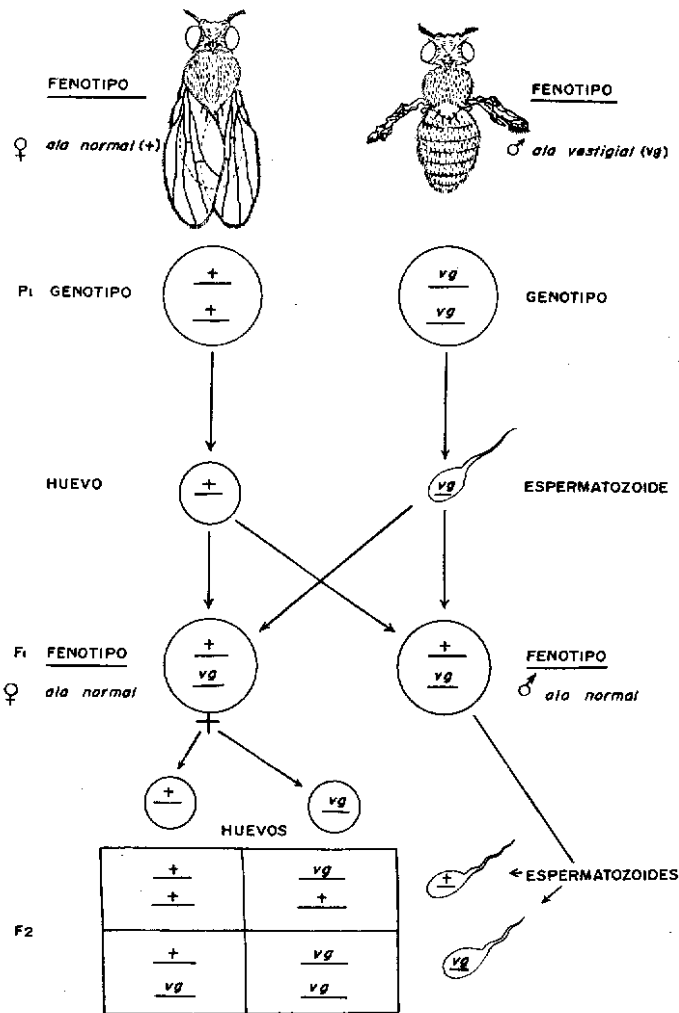 FENOTIPO
FENOTIPO
♀ ala normal (+)
♂ ala vestigial (vg)
+
+
vg
vg
P1 GENOTIPO
GENOTIPO
HUEVO
+
vg
ESPERMATOZOIDE
+
vg
+
vg
F1 FENOTIPO
FENOTIPO
♀ ala normal
♂ ala normal
+
vg
HUEVOS
+ vg
+ +
+
ESPERMATOZOIDES
F2
+ vg
vg vg
vg